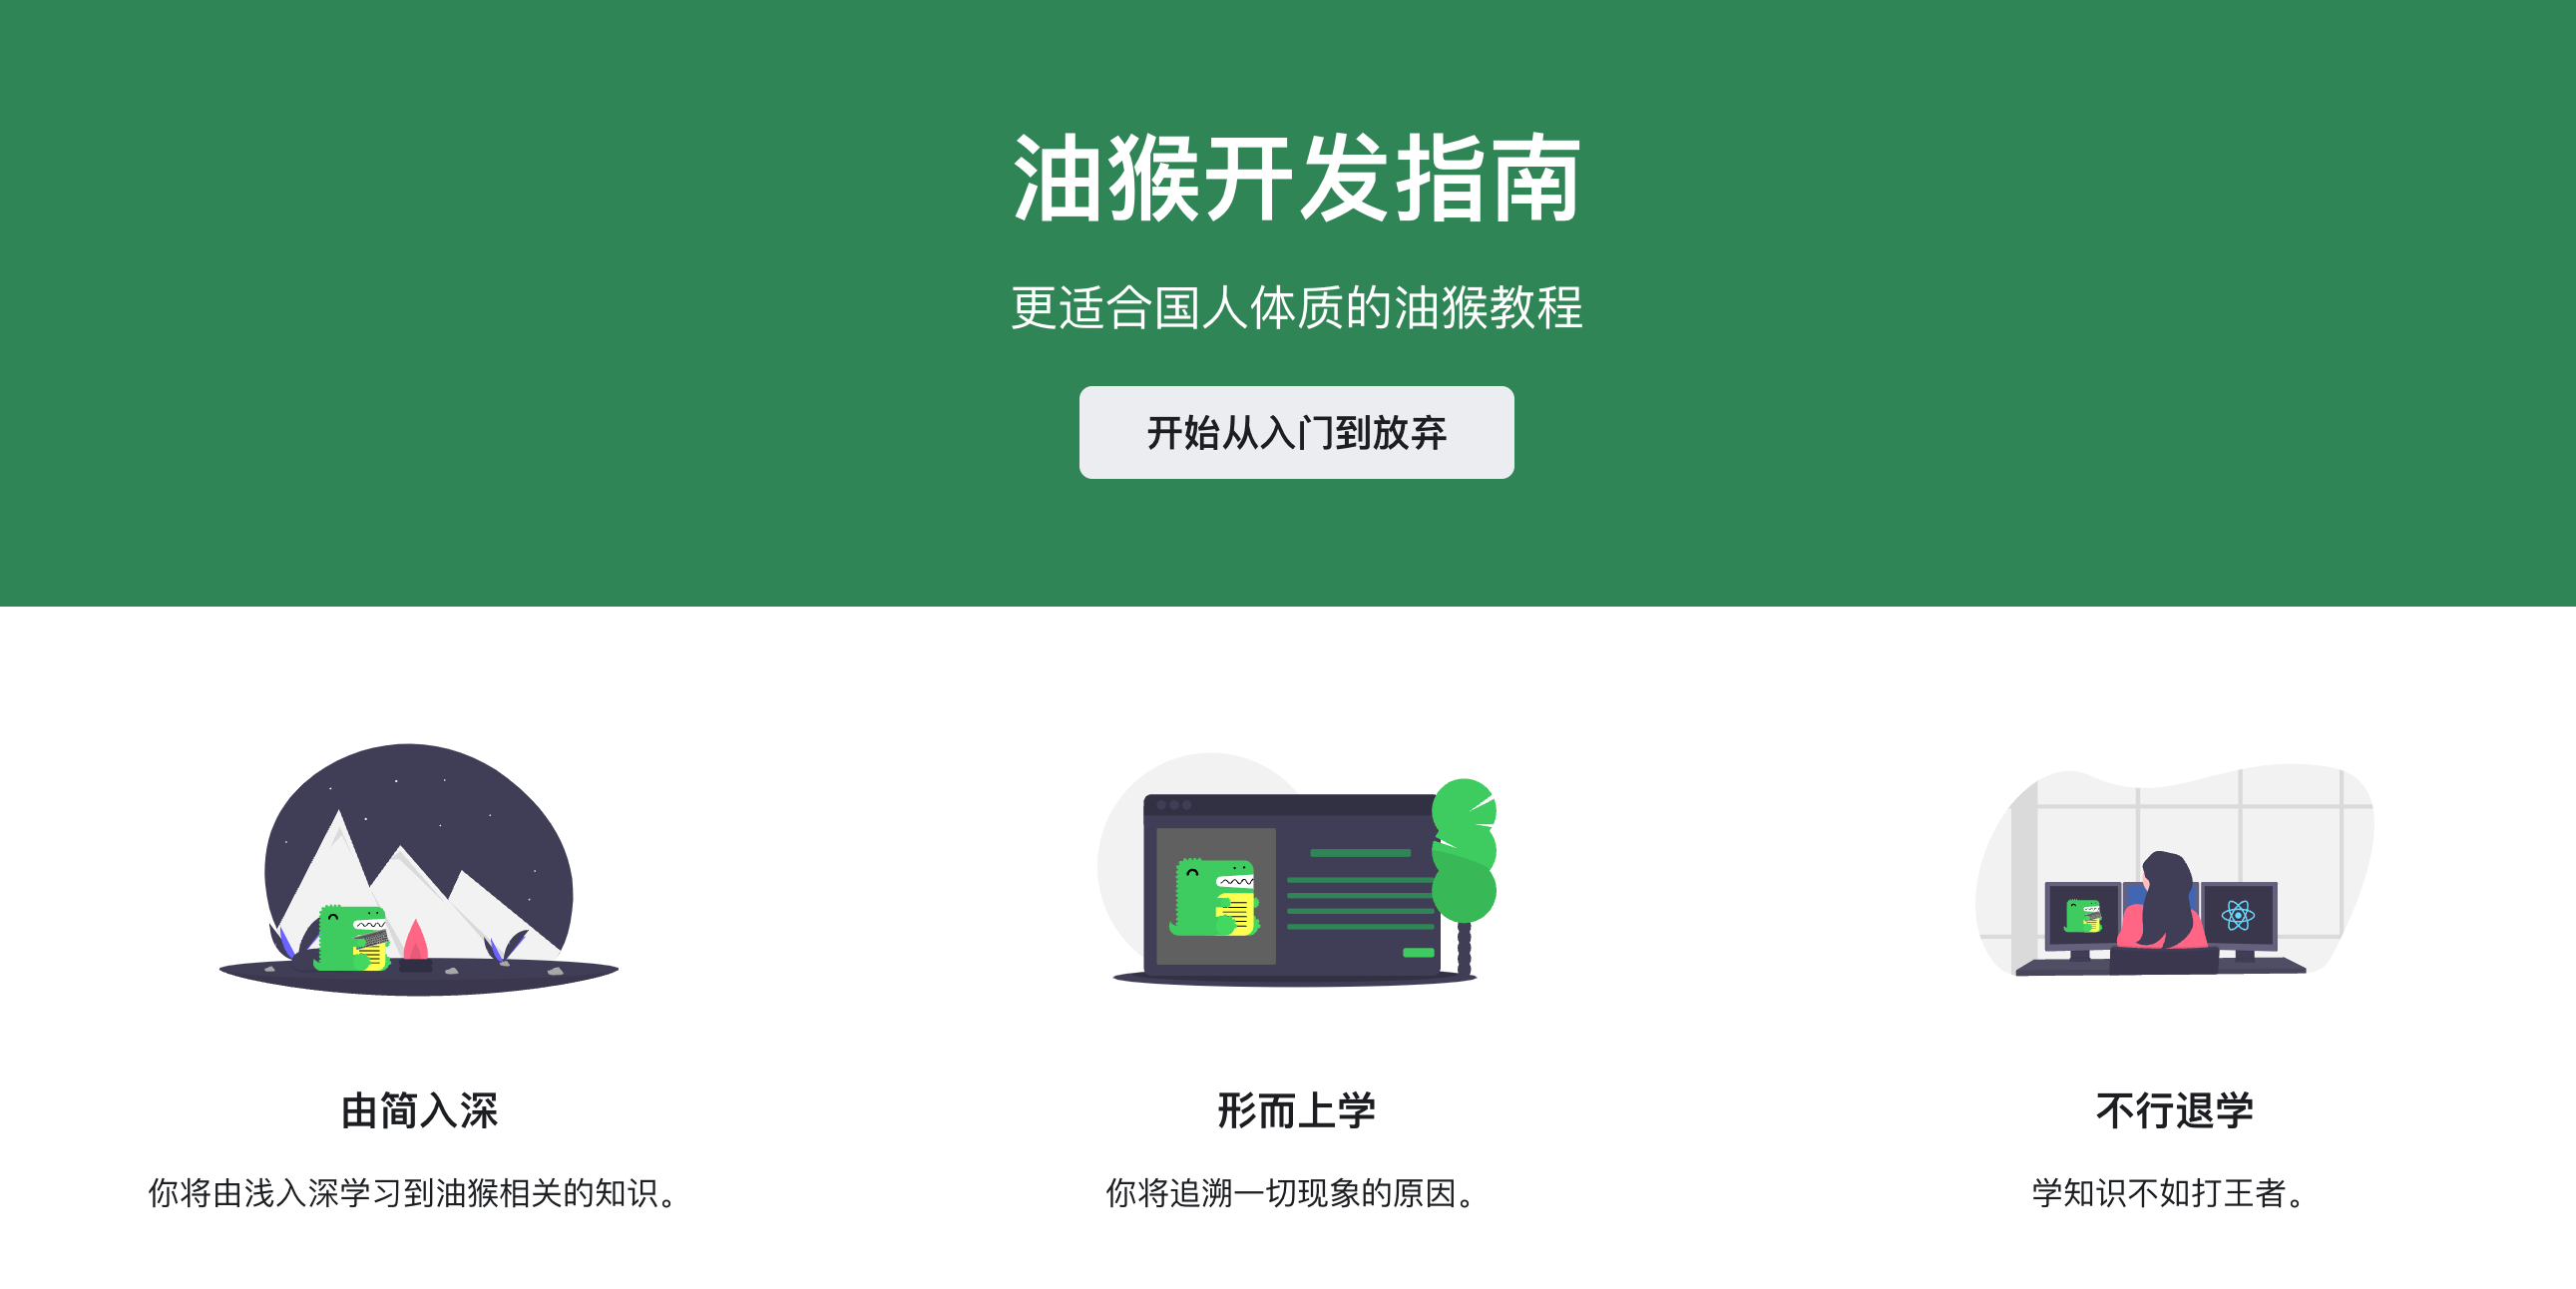 油猴开发指南
更适合国人体质的油猴教程
开始从入门到放弃
由简入深
你将由浅入深学习到油猴相关的知识。
形而上学
你将追溯一切现象的原因。
不行退学
学知识不如打王者。